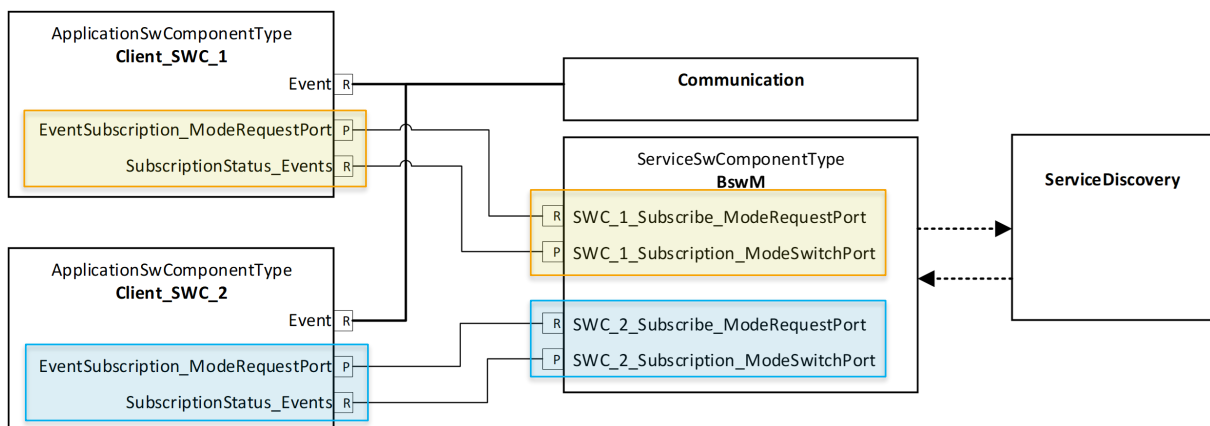 ApplicationSwComponentType
Client_SWC_1
Event R
EventSubscription_ModeRequestPort P
SubscriptionStatus_Events R
ApplicationSwComponentType
Client_SWC_2
Event R
EventSubscription_ModeRequestPort P
SubscriptionStatus_Events R
Communication
ServiceSwComponentType
BswM
R SWC_1_Subscribe_ModeRequestPort
P SWC_1_Subscription_ModeSwitchPort
R SWC_2_Subscribe_ModeRequestPort
P SWC_2_Subscription_ModeSwitchPort
ServiceDiscovery